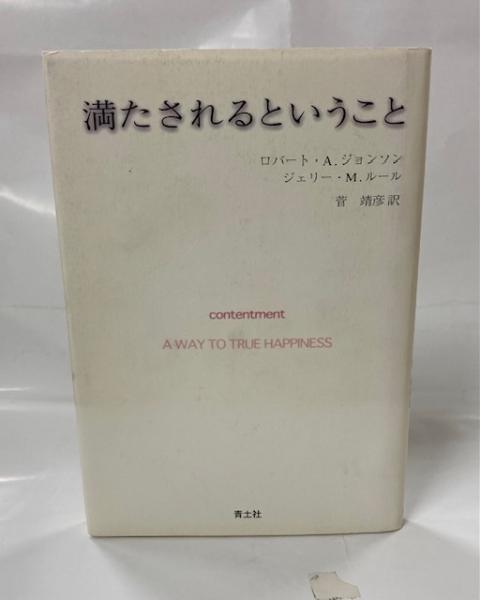 満たされるということ
ロバート・A.ジョンソン
ジェリー・M.ルール
菅 靖彦 訳
contentment
A WAY TO TRUE HAPPINESS
青土社